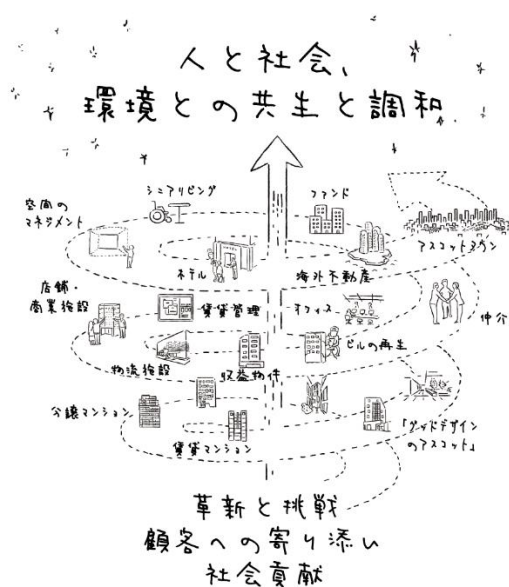 人と社会、
環境との共生と調和
シニアリビング
ファンド
空間の
マネジメント
アスコットタウン
ホテル
海外不動産
店舗・
商業施設
賃貸管理
オフィス
仲介
ビルの再生
物流施設
収益物件
分譲マンション
「グッドデザイン
のアスコット」
賃貸マンション
革新と挑戦
顧客への寄り添い
社会貢献